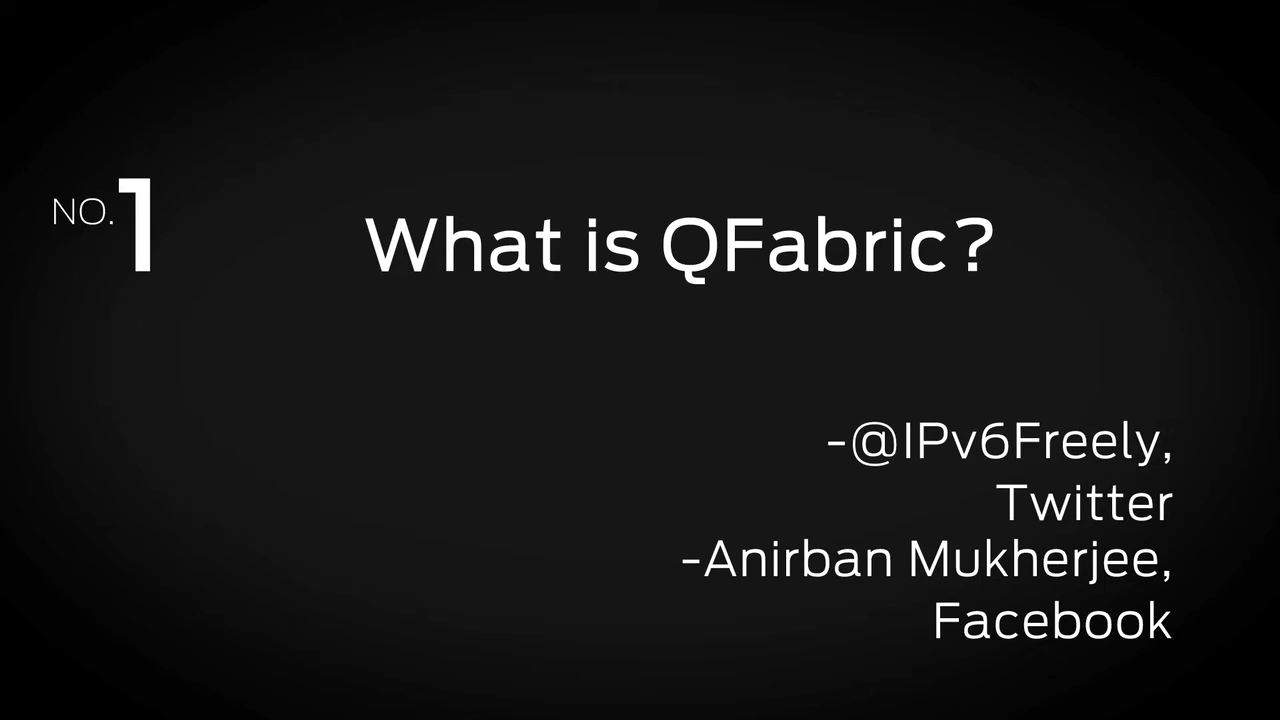 NO.1
What is QFabric?
-@IPv6Freely,
Twitter
-Anirban Mukherjee,
Facebook